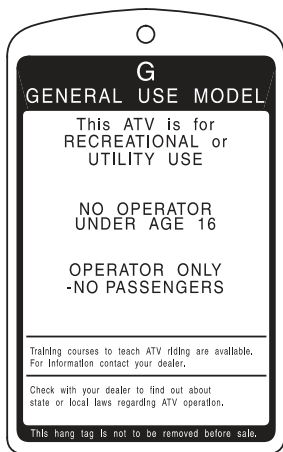 G
GENERAL USE MODEL
This ATV is for
RECREATIONAL or
UTILITY USE
NO OPERATOR
UNDER AGE 16
OPERATOR ONLY
-NO PASSENGERS
Training courses to teach ATV riding are available.
For Information contact your dealer.
Check with your dealer to find out about
state or local laws regarding ATV operation.
This hang tag is not to be removed before sale.